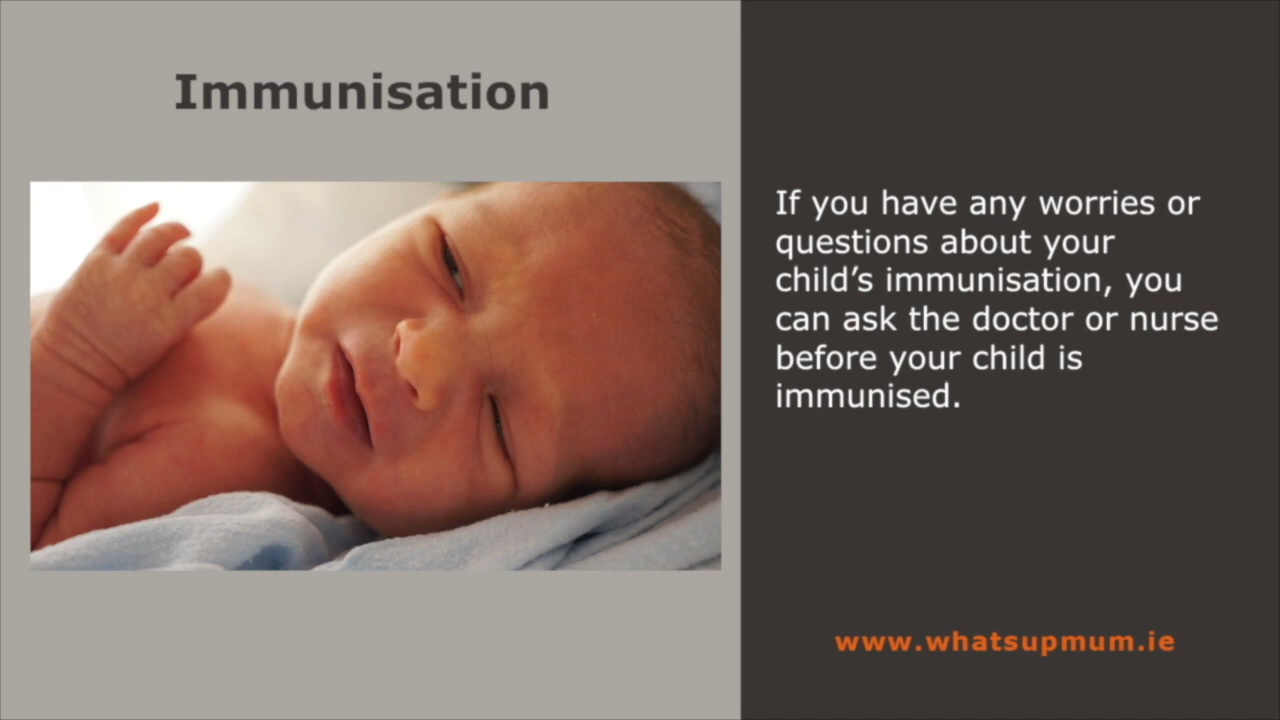 Immunisation
If you have any worries or
questions about your
child’s immunisation, you
can ask the doctor or nurse
before your child is
immunised.
www.whatsupmum.ie